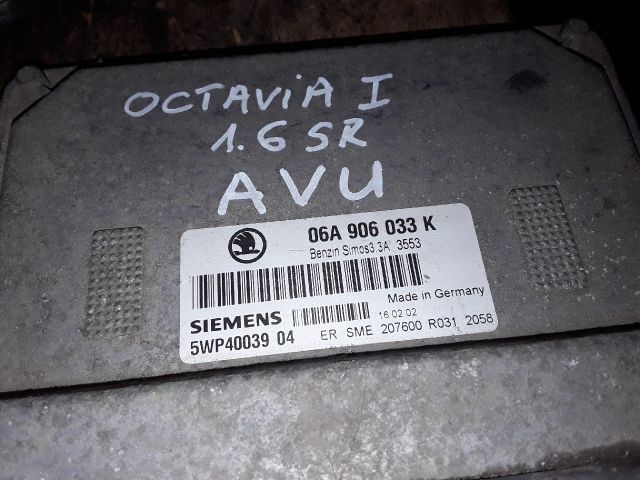 OCTAVIA I
1.6 SR
AVU
06A 906 033 K
Benzin Simos3.3A 3553
Made in Germany
SIEMENS 16 02 02
5WP40039 04 ER SME 207600 R031 2058